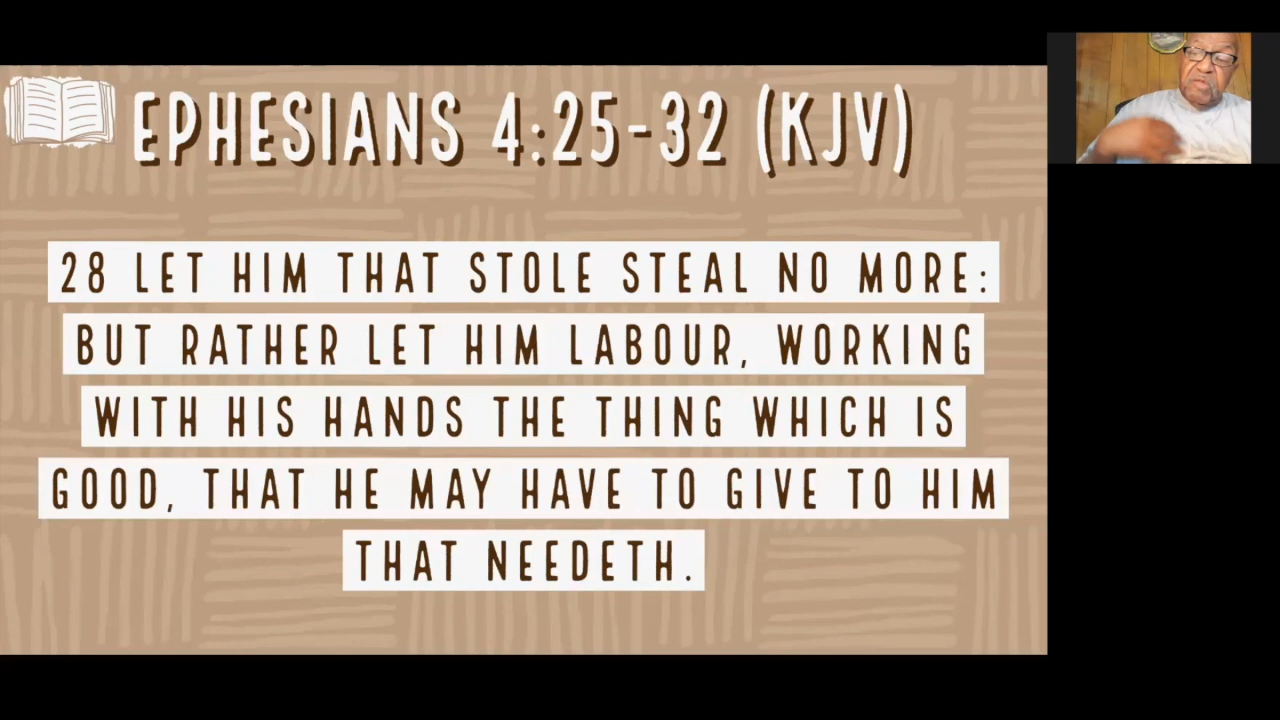 EPHESIANS 4:25-32 (KJV)
28 LET HIM THAT STOLE STEAL NO MORE:
BUT RATHER LET HIM LABOUR, WORKING
WITH HIS HANDS THE THING WHICH IS
GOOD, THAT HE MAY HAVE TO GIVE TO HIM
THAT NEEDETH.